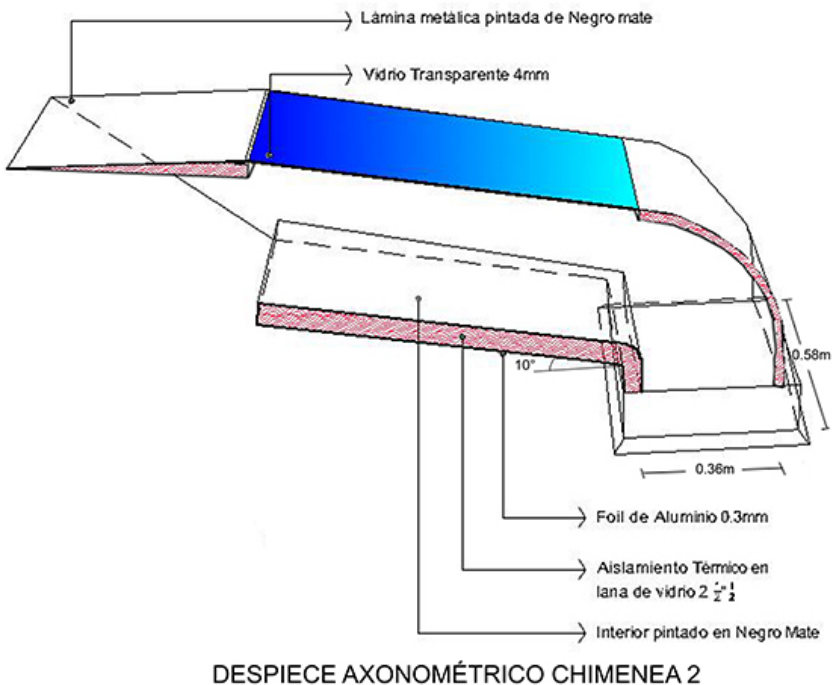 Lámina metálica pintada de Negro mate
Vidrio Transparente 4mm
0.58m
10°
0.36m
Foil de Aluminio 0.3mm
Aislamiento Térmico en
lana de vidrio 2
Interior pintado en Negro Mate
DESPIECE AXONOMÉTRICO CHIMENEA 2